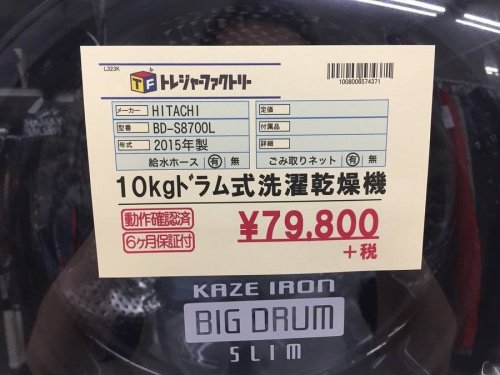 L323K
TF トレジャーファクトリー
1008006574371
メーカー HITACHI 定価
型番 BD-S8700L 付属品
年式 2015年製 詳細
給水ホース 有 無 ごみ取りネット 有 無
10kgドラム式洗濯乾燥機
動作確認済
6ヶ月保証付
¥79,800
+税
KAZE IRON
BIG DRUM
SLIM